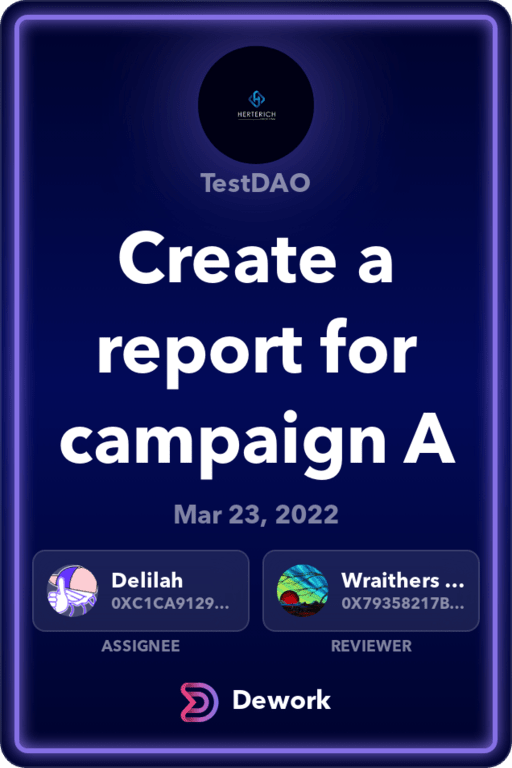 HERTERICH
TestDAO
Create a
report for
campaign A
Mar 23, 2022
Delilah
0XC1CA9129...
Wraithers ...
0X79358217B...
ASSIGNEE
REVIEWER
Dework